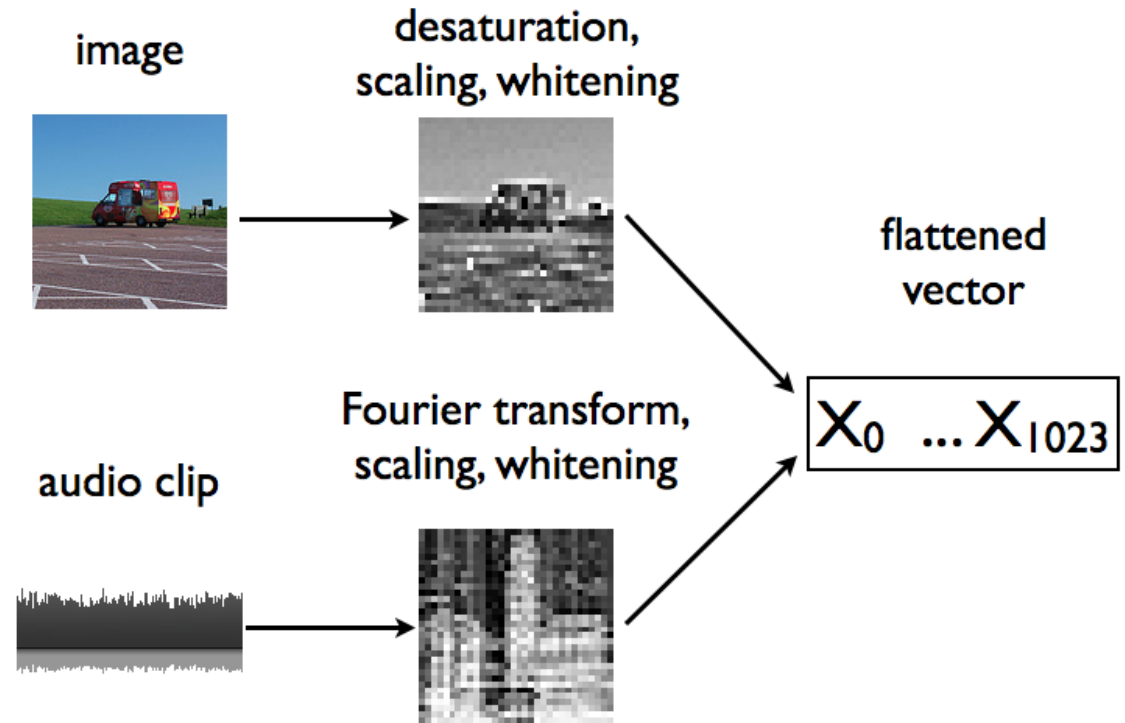 image
desaturation,
scaling, whitening
flattened
vector
Fourier transform,
scaling, whitening
X0 ... X1023
audio clip